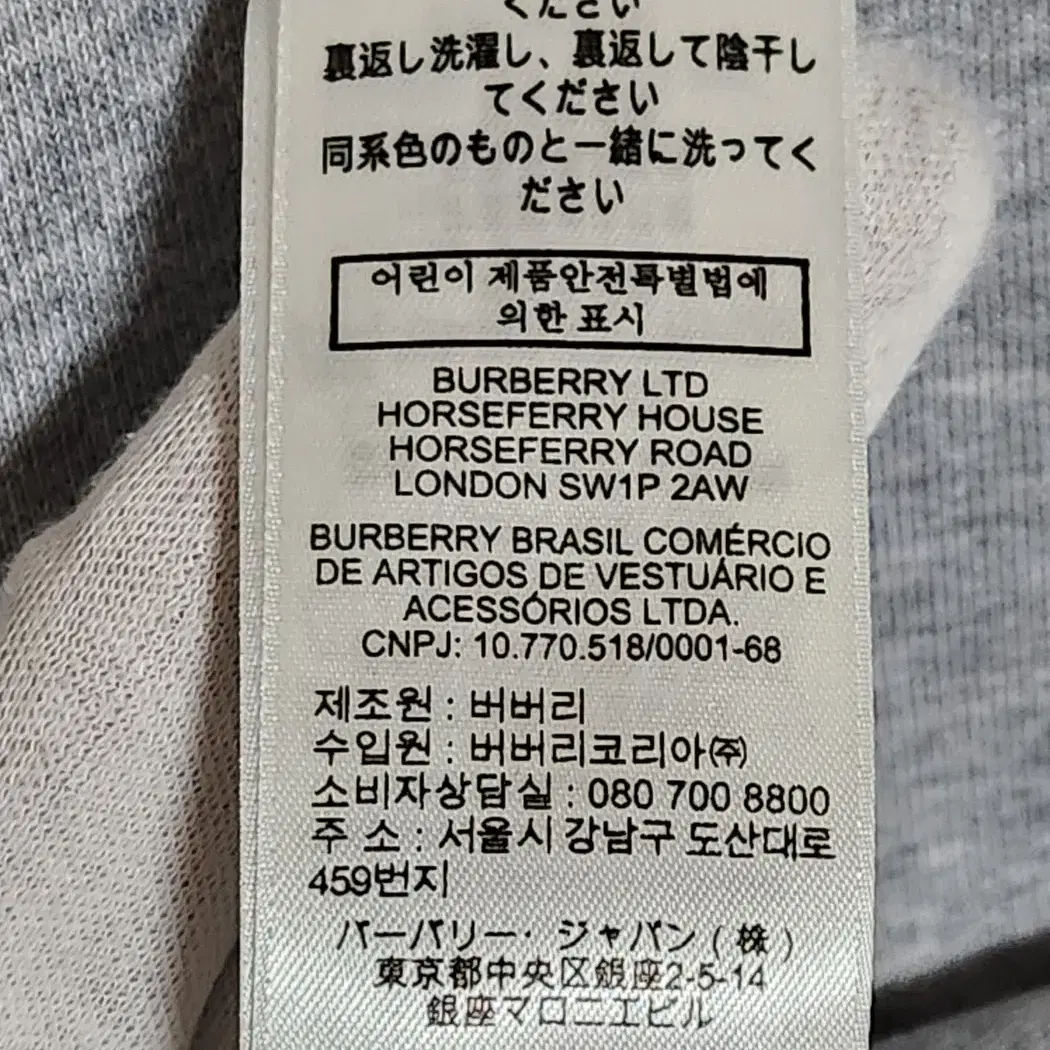 ください
裏返し洗濯し、裏返して陰干し
てください
同系色のものと一緒に洗ってく
ださい
어린이 제품안전특별법에
의한 표시
BURBERRY LTD
HORSEFERRY HOUSE
HORSEFERRY ROAD
LONDON SW1P 2AW
BURBERRY BRASIL COMÉRCIO
DE ARTIGOS DE VESTUÁRIO E
ACESSÓRIOS LTDA.
CNPJ: 10.770.518/0001-68
제조원 : 버버리
수입원 : 버버리코리아㈜
소비자상담실 : 080 700 8800
주 소 : 서울시 강남구 도산대로
459번지
バーバリー・ジャパン(株)
東京都中央区銀座2-5-14
銀座マロニエビル